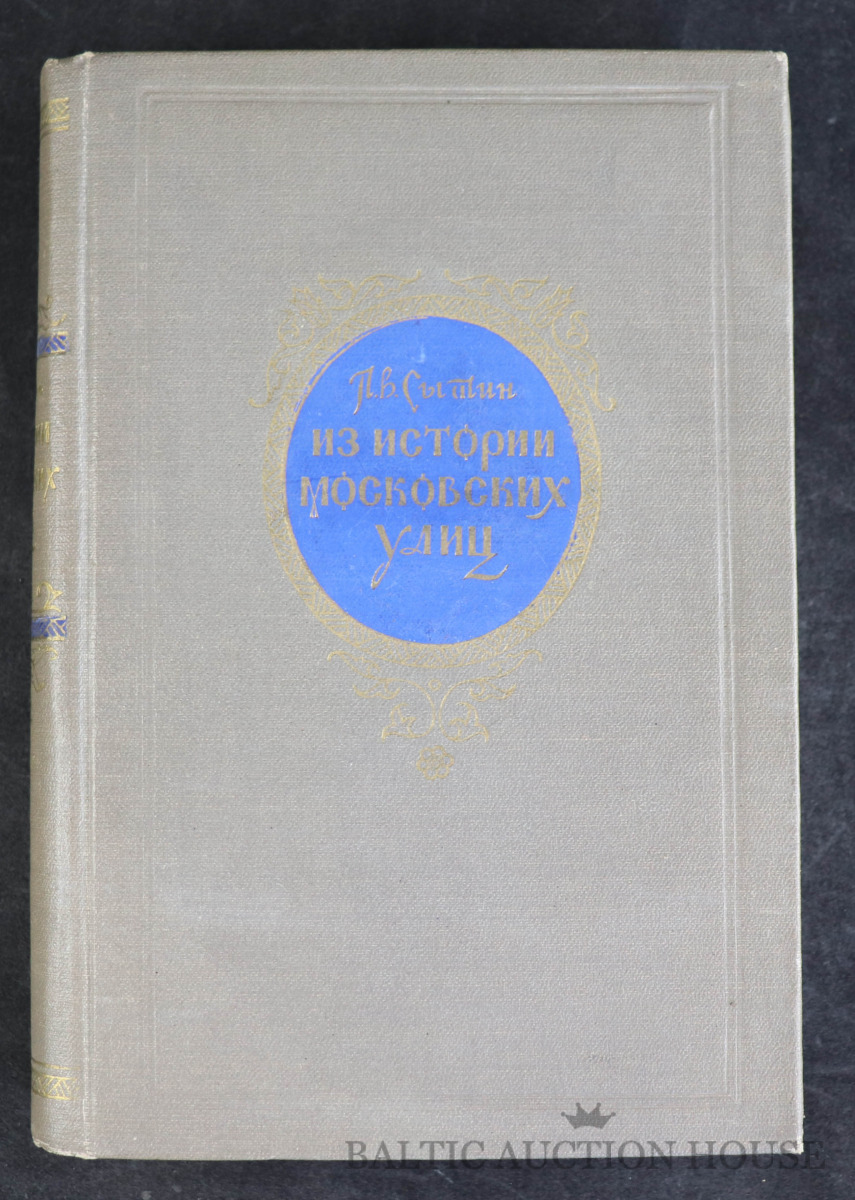 П.В. Сытин
ИЗ ИСТОРИИ
МОСКОВСКИХ
УЛИЦ
BALTIC AUCTION HOUSE